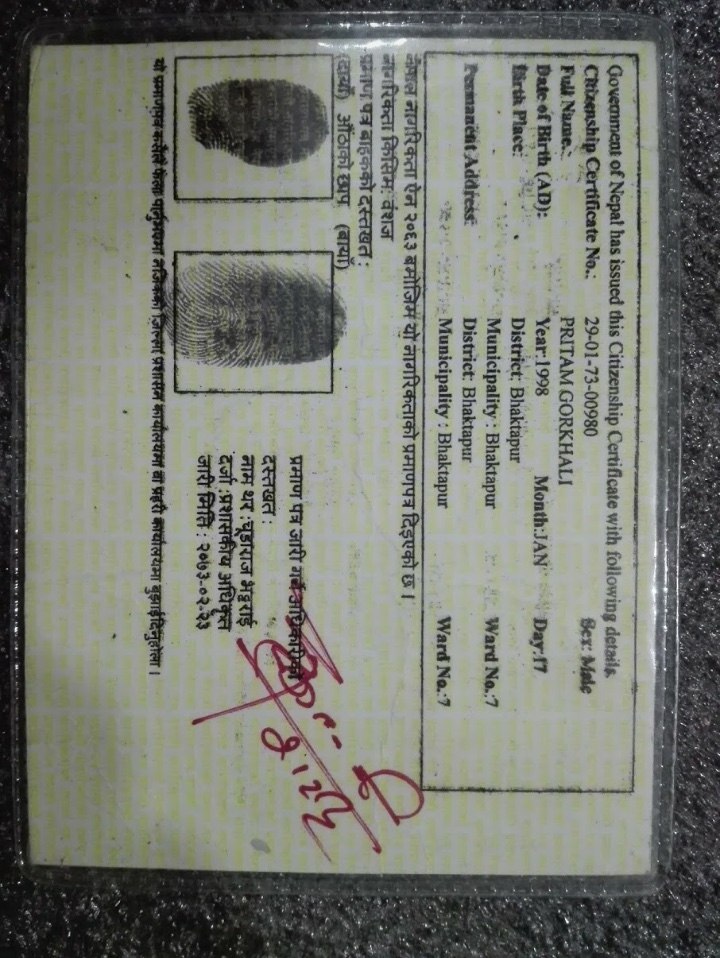 Government of Nepal has issued this Citizenship Certificate with following details.
Citizenship Certificate No.: 29-01-73-00980 Sex: Male
Full Name.: PRITAM GORKHALI
Date of Birth (AD): Year:1998 Month:JAN Day:17
Birth Place: District: Bhaktapur
Municipality : Bhaktapur Ward No.:7
Permanent Address: District: Bhaktapur
Municipality : Bhaktapur Ward No.:7
नेपाल नागरिकता ऐन २०६३ बमोजिम यो नागरिकताको प्रमाणपत्र दिइएको छ ।
नागरिकता किसिम: वंशज
प्रमाण पत्र बाहकको दस्तखत :
(दायाँ) औंठाको छाप (बायाँ)
प्रमाण पत्र जारी गर्ने अधिकारीको
दस्तखत :
नाम थर :चूडाराज भट्टराई
दर्जा :प्रशासकीय अधिकृत
जारी मिति : २०७३-०२-२३
यो प्रमाणपत्र कसैले फेला पार्नुभएमा नजिकको जिल्ला प्रशासन कार्यालयमा वा प्रहरी कार्यालयमा बुझाईदिनुहोला ।